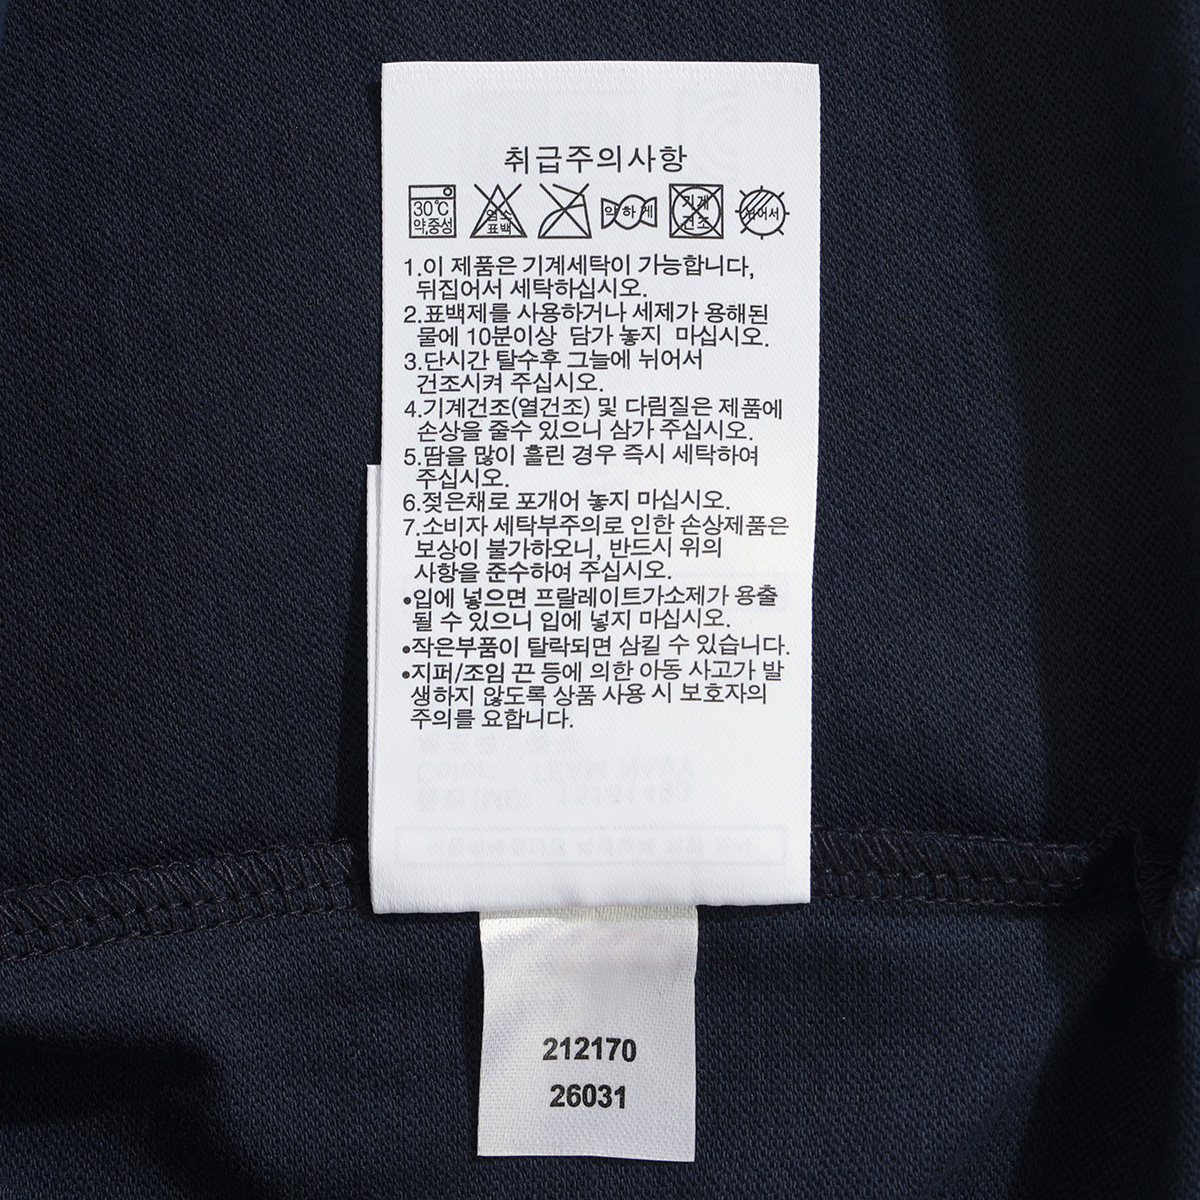 취급주의사항
30℃
약,중성
염소
표백
약하게
기계
건조
뉘어서
1.이 제품은 기계세탁이 가능합니다,
뒤집어서 세탁하십시오.
2.표백제를 사용하거나 세제가 용해된
물에 10분이상 담가 놓지 마십시오.
3.단시간 탈수후 그늘에 뉘어서
건조시켜 주십시오.
4.기계건조(열건조) 및 다림질은 제품에
손상을 줄수 있으니 삼가 주십시오.
5.땀을 많이 흘린 경우 즉시 세탁하여
주십시오.
6.젖은채로 포개어 놓지 마십시오.
7.소비자 세탁부주의로 인한 손상제품은
보상이 불가하오니, 반드시 위의
사항을 준수하여 주십시오.
•입에 넣으면 프탈레이트가소제가 용출
될 수 있으니 입에 넣지 마십시오.
•작은부품이 탈락되면 삼킬 수 있습니다.
•지퍼/조임 끈 등에 의한 아동 사고가 발
생하지 않도록 상품 사용 시 보호자의
주의를 요합니다.
Color: TEAM NAVY
212170
26031